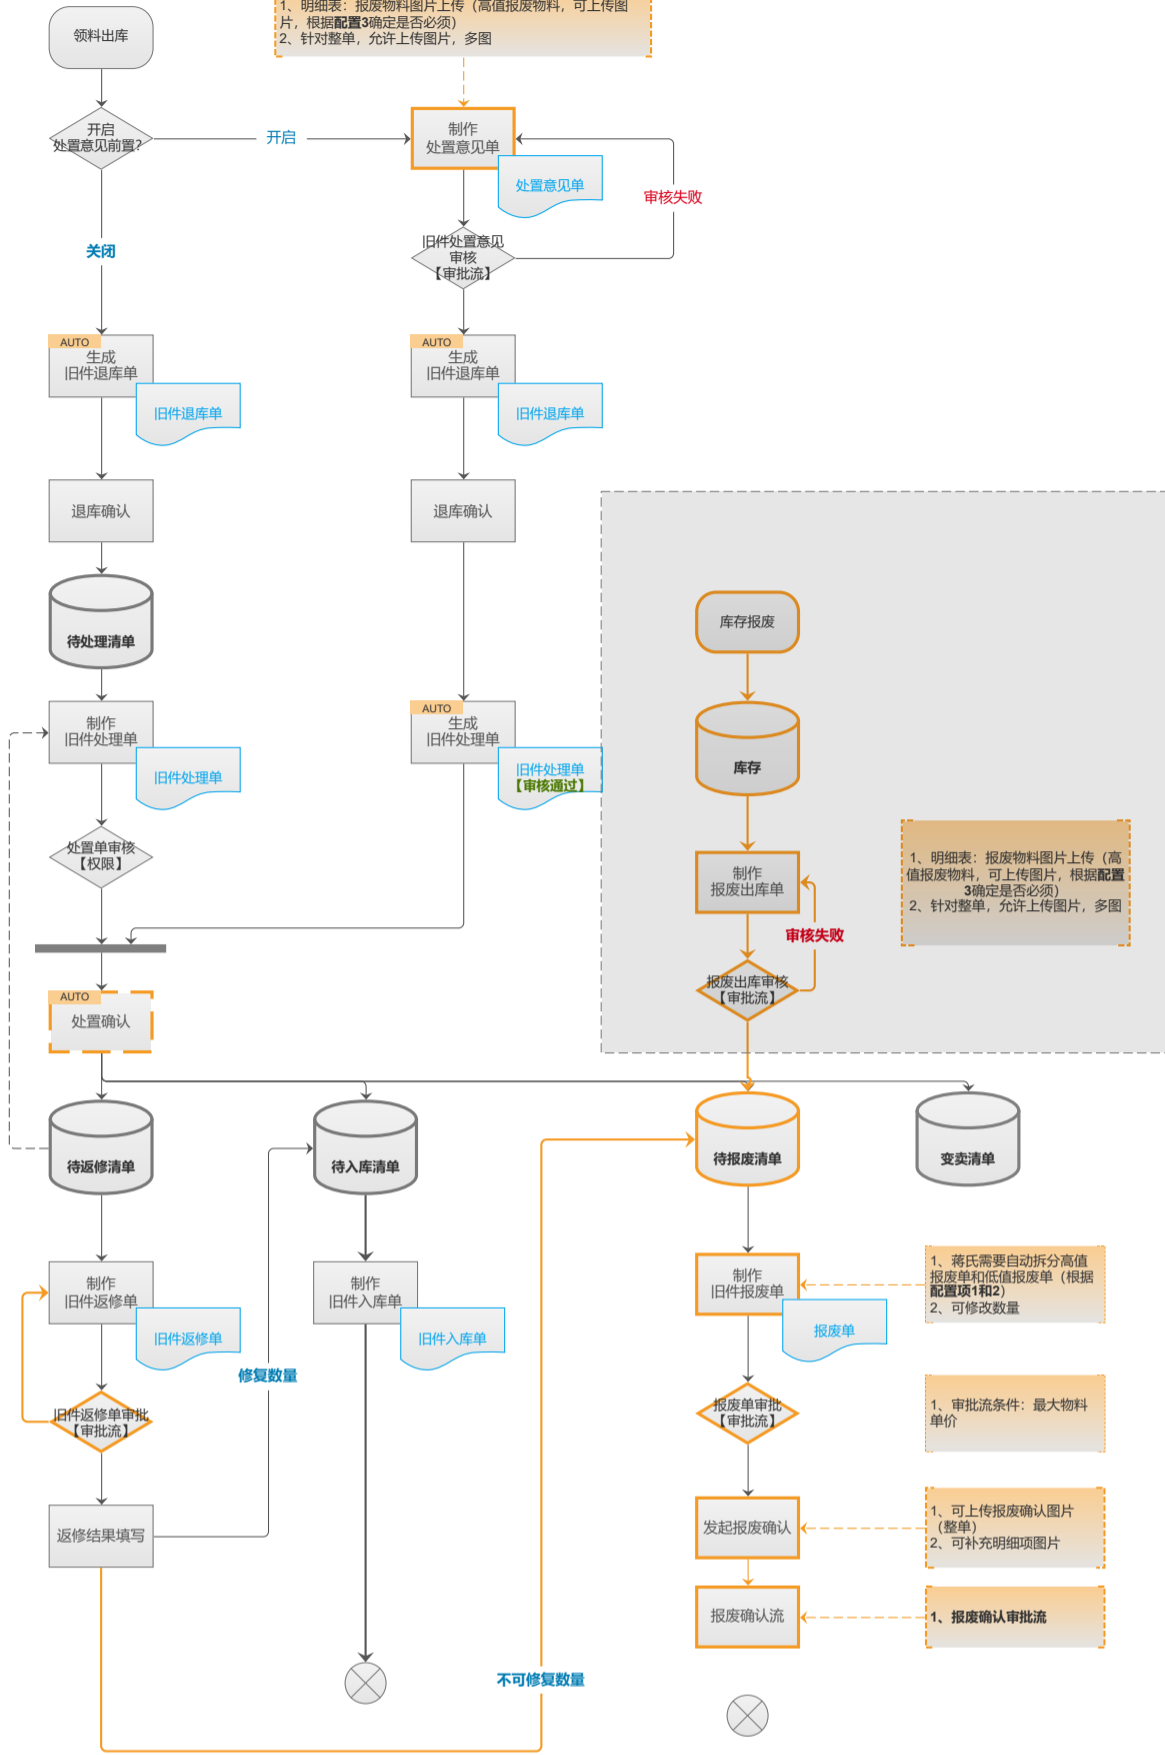 1、明细表：报废物料图片上传（高值报废物料，可上传图
片，根据配置3确定是否必须）
2、针对整单，允许上传图片，多图
领料出库
开启
处置意见前置?
开启
制作
处置意见单
处置意见单
审核失败
关闭
旧件处置意见
审核
【审批流】
AUTO
生成
旧件退库单
旧件退库单
AUTO
生成
旧件退库单
旧件退库单
退库确认
退库确认
待处理清单
库存报废
制作
旧件处理单
旧件处理单
AUTO
生成
旧件处理单
旧件处理单
【审核通过】
库存
处置单审核
【权限】
制作
报废出库单
1、明细表：报废物料图片上传（高
值报废物料，可上传图片，根据配置
3确定是否必须）
2、针对整单，允许上传图片，多图
审核失败
报废出库审核
【审批流】
AUTO
处置确认
待返修清单
待入库清单
待报废清单
变卖清单
制作
旧件返修单
旧件返修单
制作
旧件入库单
旧件入库单
制作
旧件报废单
报废单
1、蒋氏需要自动拆分高值
报废单和低值报废单（根据
配置项1和2）
2、可修改数量
修复数量
旧件返修单审批
【审批流】
报废单审批
【审批流】
1、审批流条件：最大物料
单价
返修结果填写
发起报废确认
1、可上传报废确认图片
（整单）
2、可补充明细项图片
报废确认流
1、报废确认审批流
不可修复数量